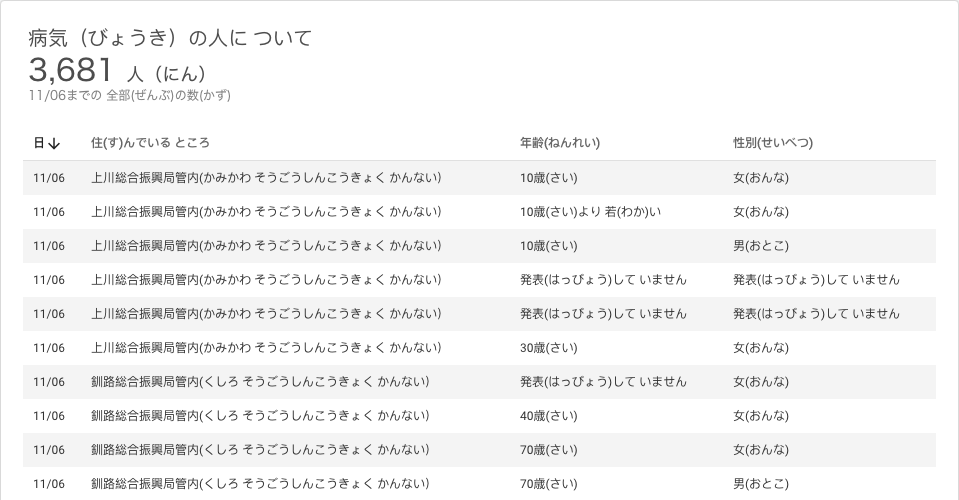 病気（びょうき）の人に ついて
3,681 人（にん）
11/06までの 全部(ぜんぶ)の数(かず)
日↓ 住(す)んでいる ところ 年齢(ねんれい) 性別(せいべつ)
11/06 上川総合振興局管内(かみかわ そうごうしんこうきょく かんない) 10歳(さい) 女(おんな)
11/06 上川総合振興局管内(かみかわ そうごうしんこうきょく かんない) 10歳(さい)より 若(わか)い 女(おんな)
11/06 上川総合振興局管内(かみかわ そうごうしんこうきょく かんない) 10歳(さい) 男(おとこ)
11/06 上川総合振興局管内(かみかわ そうごうしんこうきょく かんない) 発表(はっぴょう)して いません 発表(はっぴょう)して いません
11/06 上川総合振興局管内(かみかわ そうごうしんこうきょく かんない) 発表(はっぴょう)して いません 発表(はっぴょう)して いません
11/06 上川総合振興局管内(かみかわ そうごうしんこうきょく かんない) 30歳(さい) 女(おんな)
11/06 釧路総合振興局管内(くしろ そうごうしんこうきょく かんない) 発表(はっぴょう)して いません 女(おんな)
11/06 釧路総合振興局管内(くしろ そうごうしんこうきょく かんない) 40歳(さい) 女(おんな)
11/06 釧路総合振興局管内(くしろ そうごうしんこうきょく かんない) 70歳(さい) 女(おんな)
11/06 釧路総合振興局管内(くしろ そうごうしんこうきょく かんない) 70歳(さい) 男(おとこ)